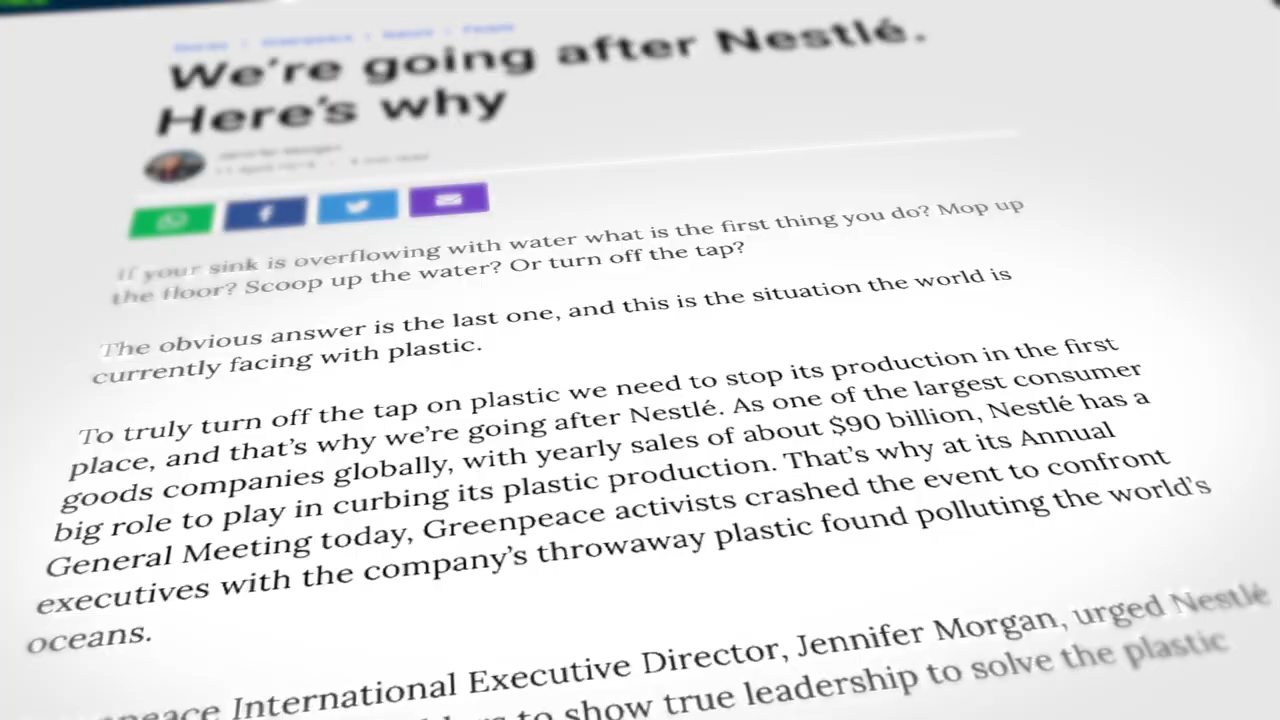 We're going after Nestlé.
Here's why
Jennifer Morgan
If your sink is overflowing with water what is the first thing you do? Mop up
the floor? Scoop up the water? Or turn off the tap?
The obvious answer is the last one, and this is the situation the world is
currently facing with plastic.
To truly turn off the tap on plastic we need to stop its production in the first
place, and that's why we're going after Nestlé. As one of the largest consumer
goods companies globally, with yearly sales of about $90 billion, Nestlé has a
big role to play in curbing its plastic production. That's why at its Annual
General Meeting today, Greenpeace activists crashed the event to confront
executives with the company's throwaway plastic found polluting the world's
oceans.
International Executive Director, Jennifer Morgan, urged Nestlé
to show true leadership to solve the plastic